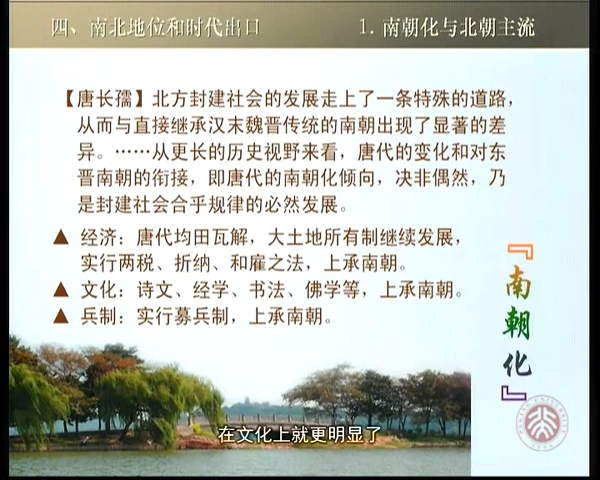 四、南北地位和时代出口
1. 南朝化与北朝主流
【唐长孺】北方封建社会的发展走上了一条特殊的道路，
从而与直接继承汉末魏晋传统的南朝出现了显著的差
异。……从更长的历史视野来看，唐代的变化和对东
晋南朝的衔接，即唐代的南朝化倾向，决非偶然，乃
是封建社会合乎规律的必然发展。
▲ 经济：唐代均田瓦解，大土地所有制继续发展，
实行两税、折纳、和雇之法，上承南朝。
▲ 文化：诗文、经学、书法、佛学等，上承南朝。
▲ 兵制：实行募兵制，上承南朝。
『南朝化』
在文化上就更明显了